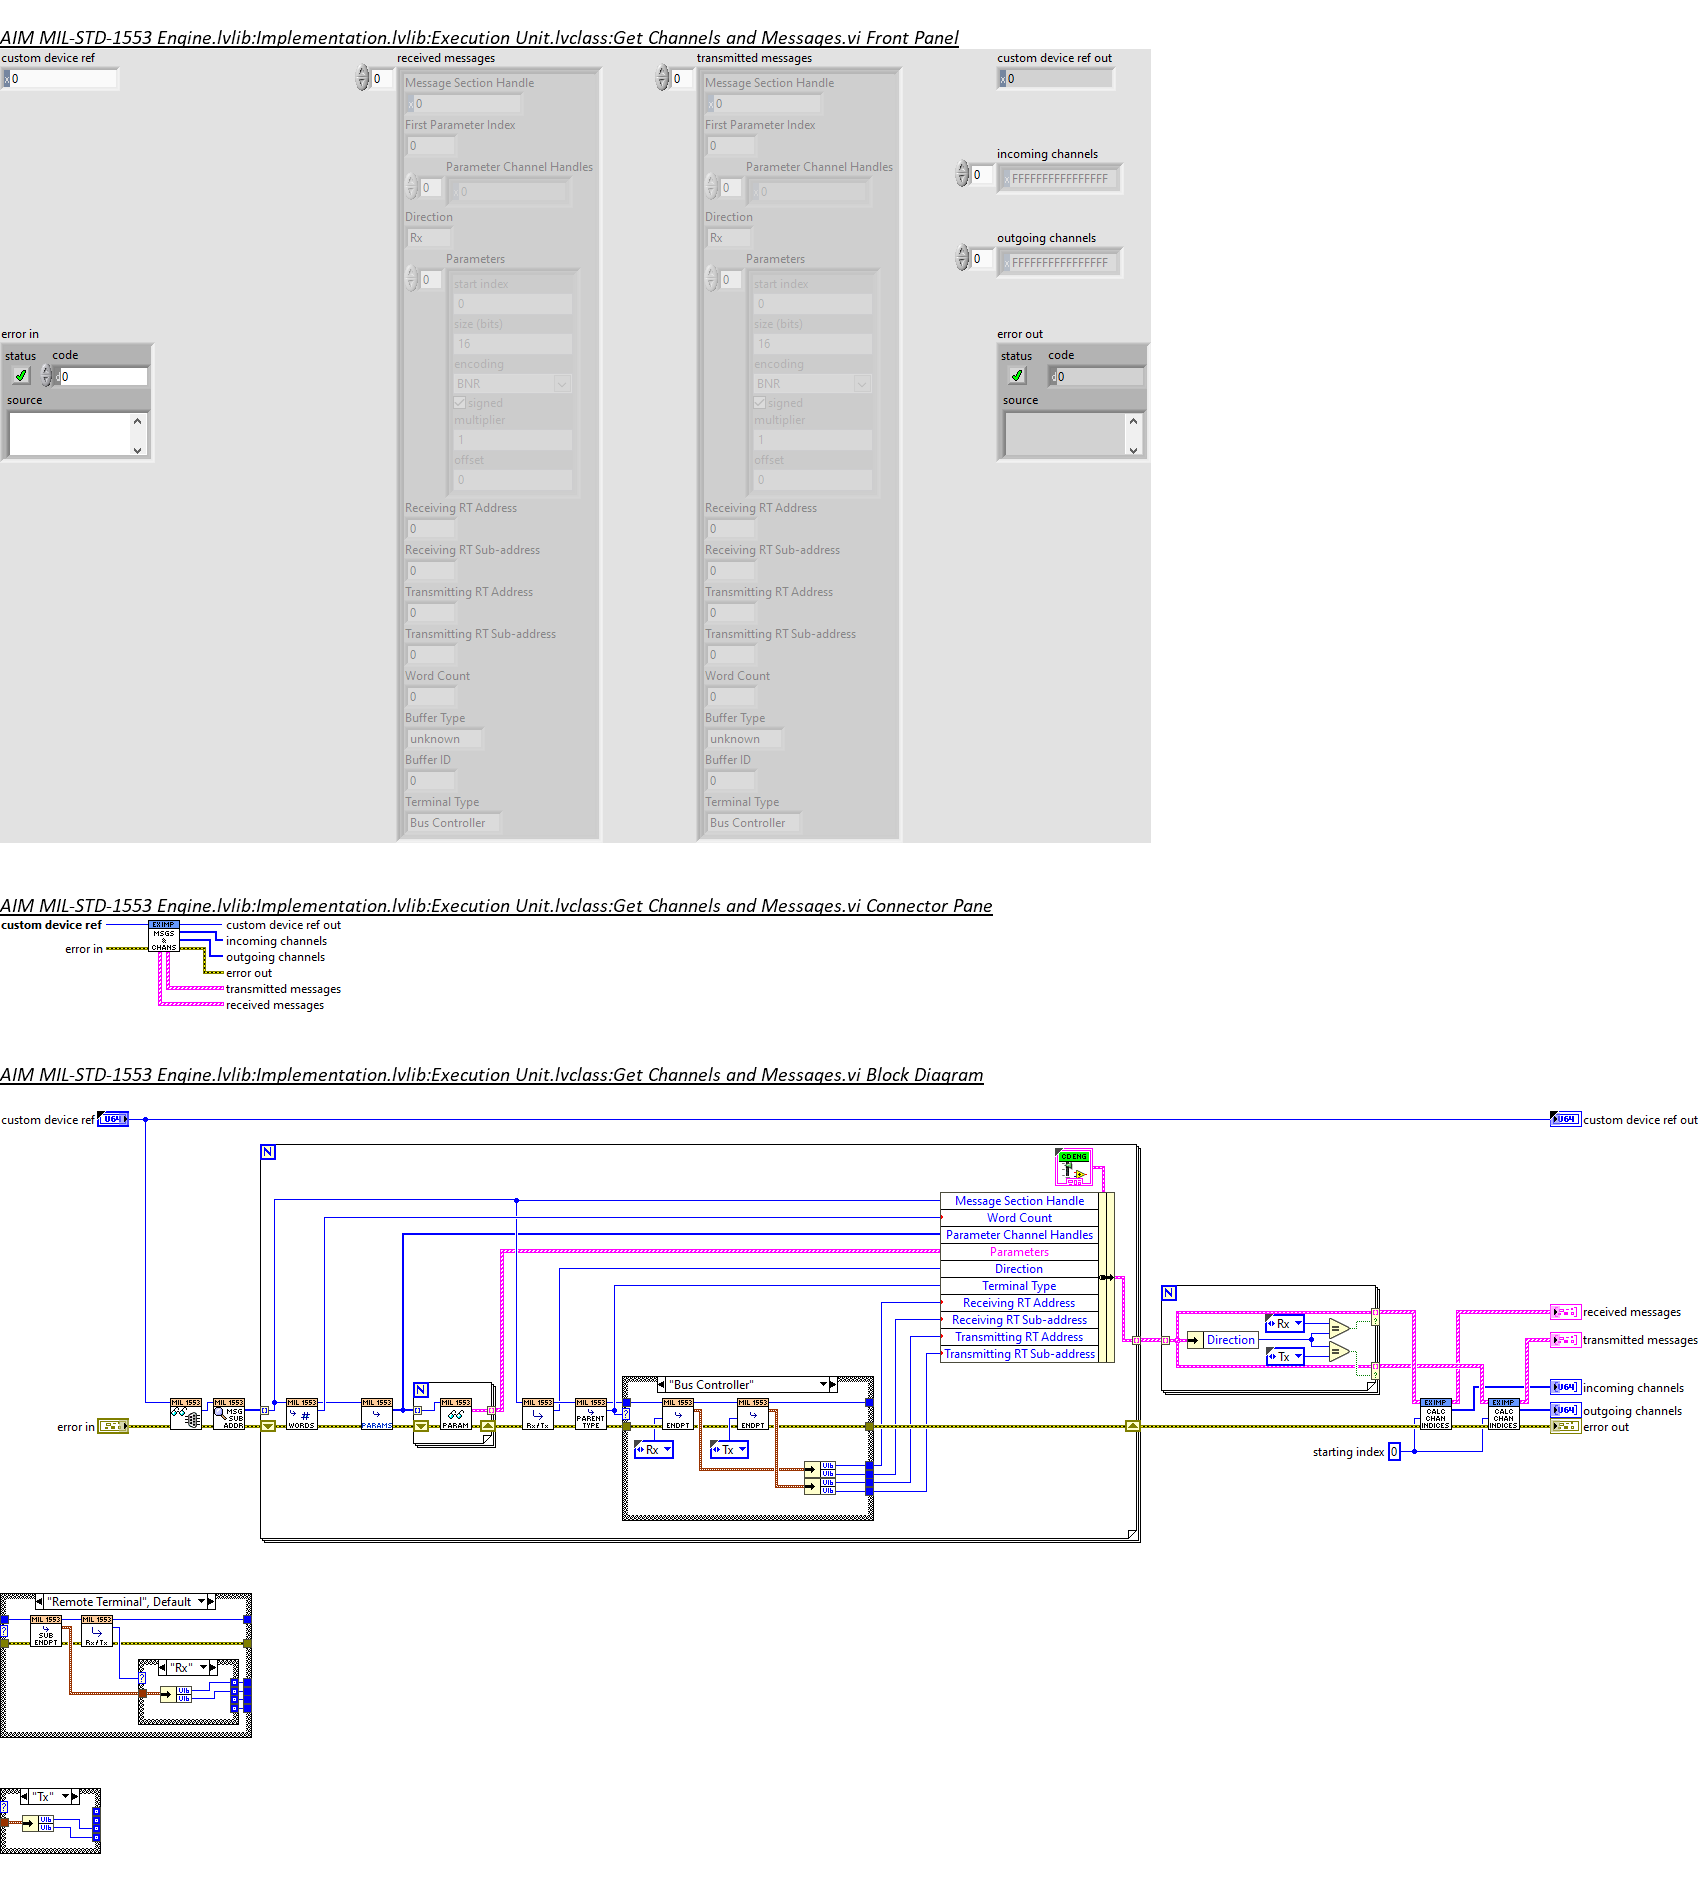 AIM MIL-STD-1553 Engine.lvlib:Implementation.lvlib:Execution Unit.lvclass:Get Channels and Messages.vi Front Panel
custom device ref
x 0
error in
status code
d 0
source
received messages
0
Message Section Handle
x 0
First Parameter Index
0
Parameter Channel Handles
0 0
Direction
Rx
Parameters
0
start index
0
size (bits)
16
encoding
BNR
signed
multiplier
1
offset
0
Receiving RT Address
0
Receiving RT Sub-address
0
Transmitting RT Address
0
Transmitting RT Sub-address
0
Word Count
0
Buffer Type
unknown
Buffer ID
0
Terminal Type
Bus Controller
transmitted messages
0
Message Section Handle
x 0
First Parameter Index
0
Parameter Channel Handles
0 0
Direction
Rx
Parameters
0
start index
0
size (bits)
16
encoding
BNR
signed
multiplier
1
offset
0
Receiving RT Address
0
Receiving RT Sub-address
0
Transmitting RT Address
0
Transmitting RT Sub-address
0
Word Count
0
Buffer Type
unknown
Buffer ID
0
Terminal Type
Bus Controller
custom device ref out
x 0
incoming channels
0 x FFFFFFFFFFFFFFFF
outgoing channels
0 x FFFFFFFFFFFFFFFF
error out
status code
d 0
source
AIM MIL-STD-1553 Engine.lvlib:Implementation.lvlib:Execution Unit.lvclass:Get Channels and Messages.vi Connector Pane
custom device ref
error in
EXIMP
MSGS
&
CHANS
custom device ref out
incoming channels
outgoing channels
error out
transmitted messages
received messages
AIM MIL-STD-1553 Engine.lvlib:Implementation.lvlib:Execution Unit.lvclass:Get Channels and Messages.vi Block Diagram
custom device ref U64
U64 custom device ref out
N
CDENG
Message Section Handle
Word Count
Parameter Channel Handles
Parameters
Direction
Terminal Type
Receiving RT Address
Receiving RT Sub-address
Transmitting RT Address
Transmitting RT Sub-address
error in
MIL 1553
MIL 1553
MSG
SUB
ADDR
MIL 1553
#
WORDS
MIL 1553
PARAMS
N
MIL 1553
PARAM
MIL 1553
Rx/Tx
MIL 1553
PARENT
TYPE
"Bus Controller"
?
MIL 1553
ENDPT
Rx
MIL 1553
ENDPT
Tx
U16
U16
U16
U16
N
Direction
Rx
Tx
=
=
?
?
EXIMP
CALC
CHAN
INDICES
EXIMP
CALC
CHAN
INDICES
starting index 0
received messages
transmitted messages
U64 incoming channels
U64 outgoing channels
error out
"Remote Terminal", Default
?
MIL 1553
SUB
ENDPT
MIL 1553
Rx/Tx
"Rx"
?
U16
U16
"Tx"
?
U16
U16